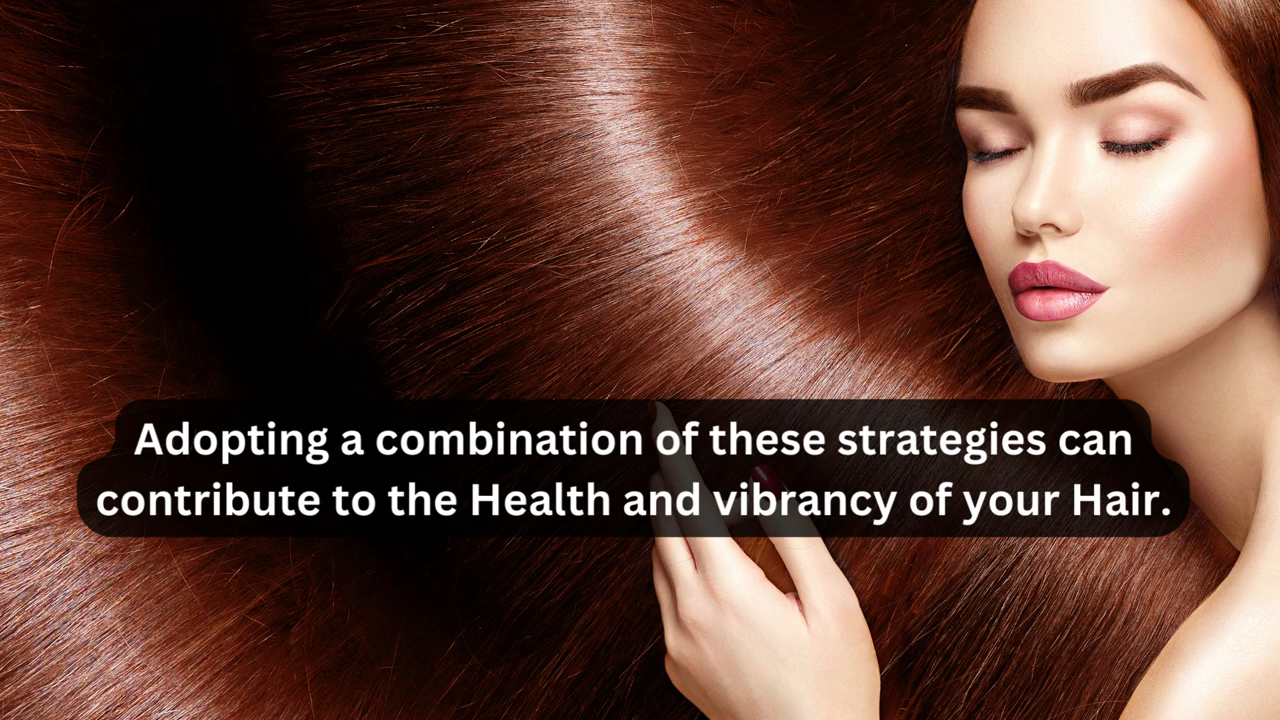 Adopting a combination of these strategies can
contribute to the Health and vibrancy of your Hair.